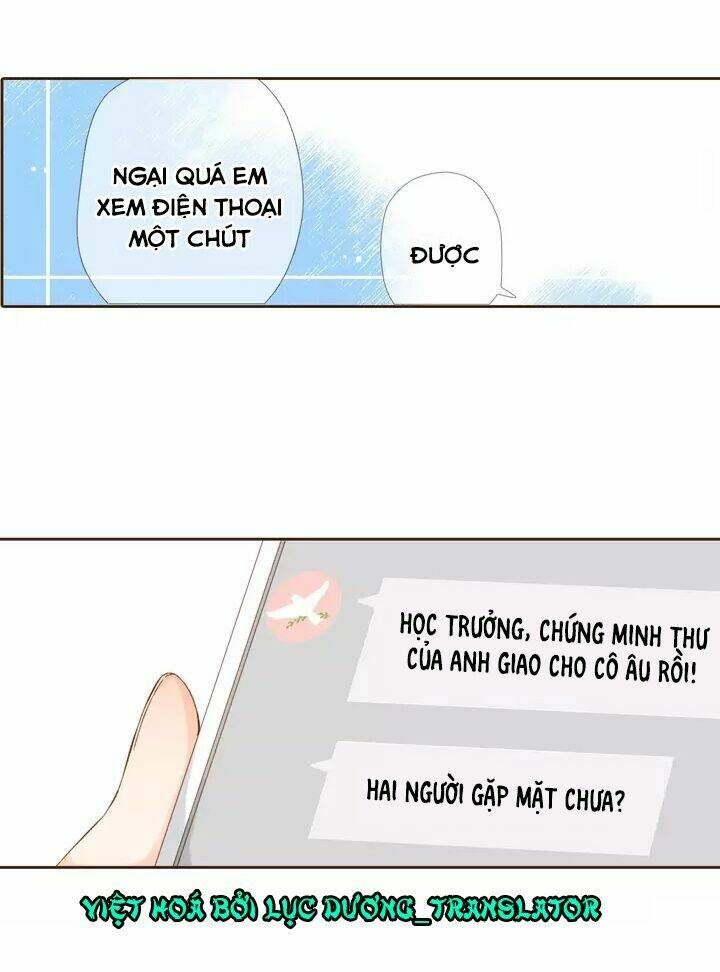 NGẠI QUÁ EM
XEM ĐIỆN THOẠI
MỘT CHÚT
ĐƯỢC
HỌC TRƯỞNG, CHỨNG MINH THƯ
CỦA ANH GIAO CHO CÔ ÂU RỒI!
HAI NGƯỜI GẶP MẶT CHƯA?
VIỆT HOÁ BỞI LỤC DƯƠNG_TRANSLATOR